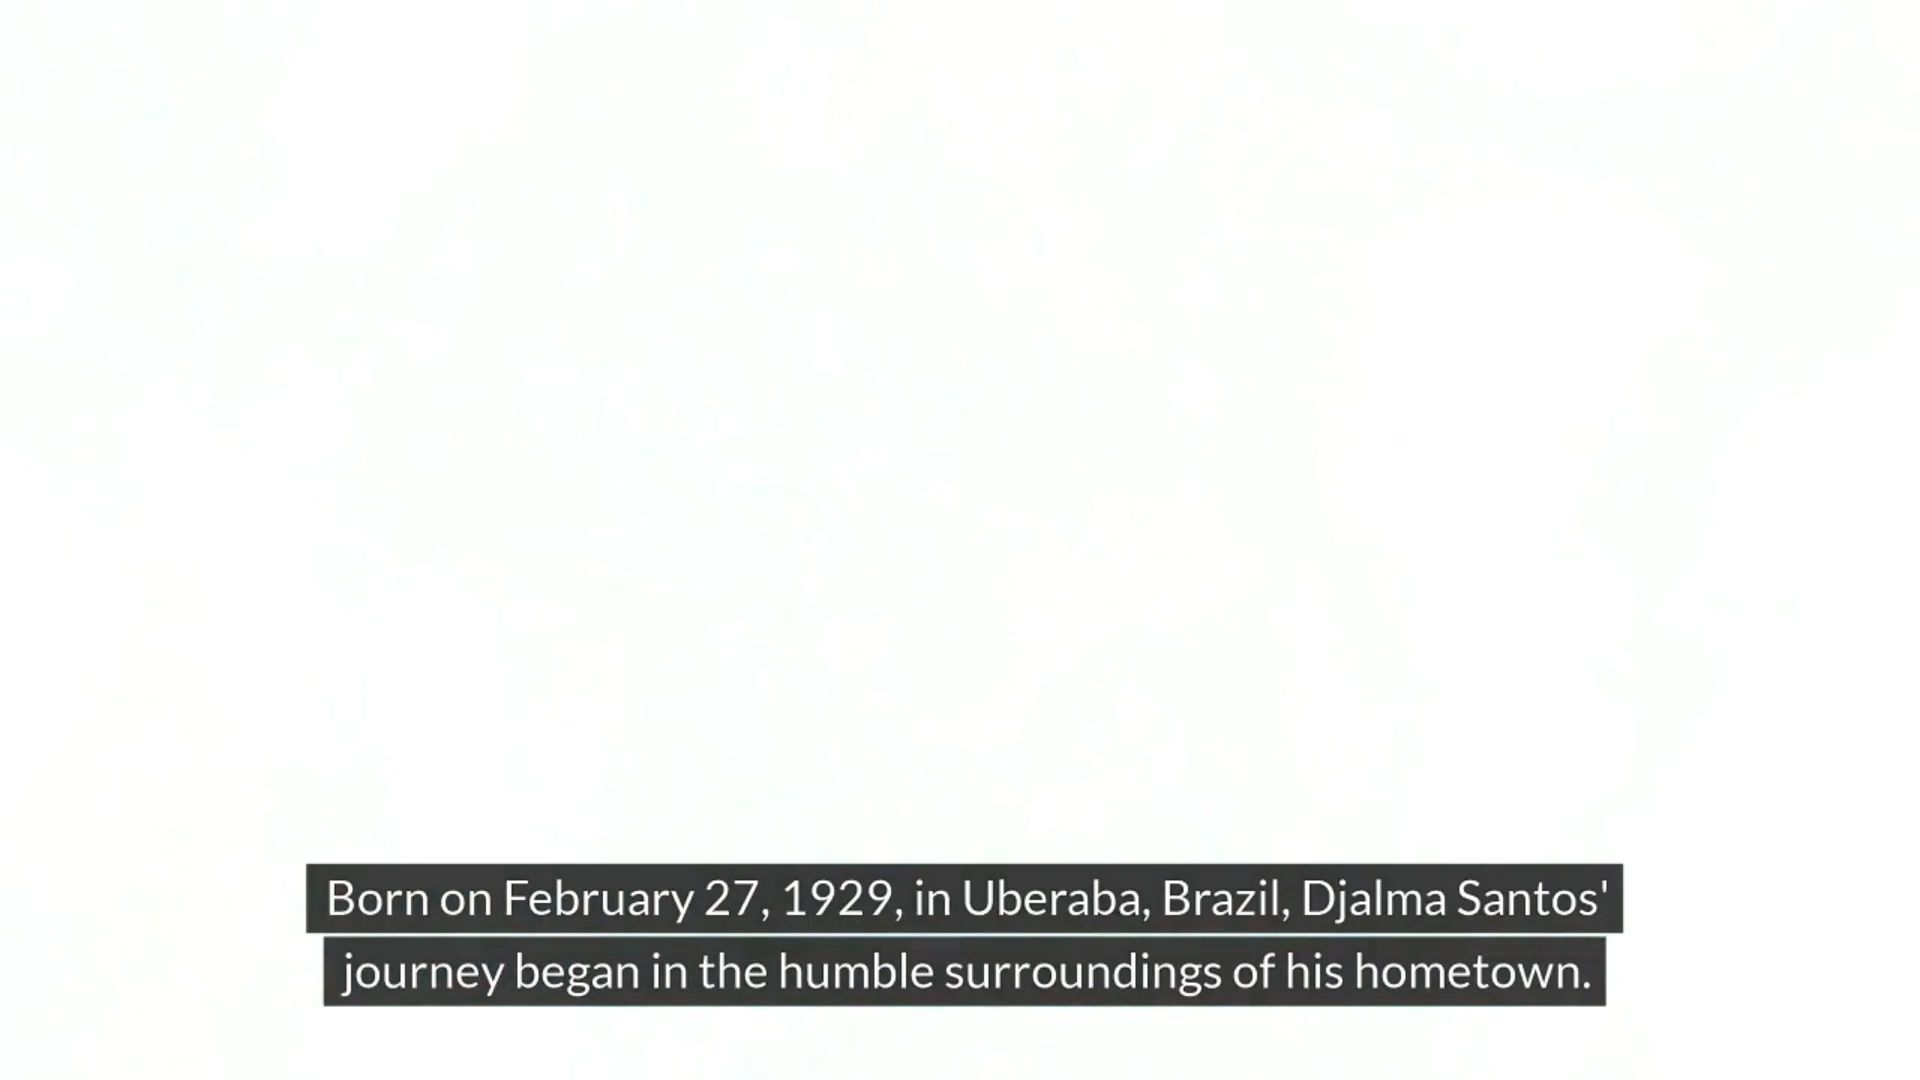 Born on February 27, 1929, in Uberaba, Brazil, Djalma Santos'
journey began in the humble surroundings of his hometown.